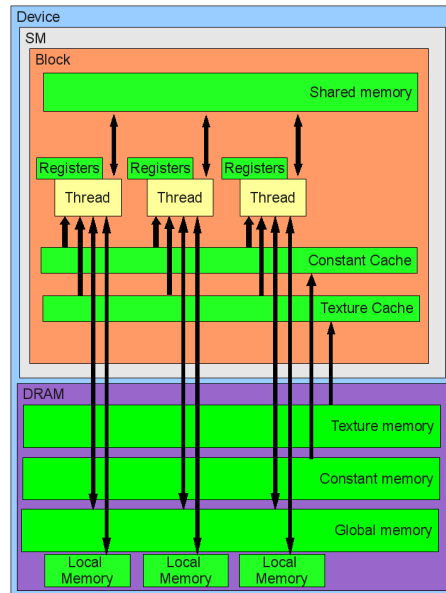 Device
SM
Block
Shared memory
Registers
Registers
Registers
Thread
Thread
Thread
Constant Cache
Texture Cache
DRAM
Texture memory
Constant memory
Global memory
Local
Memory
Local
Memory
Local
Memory